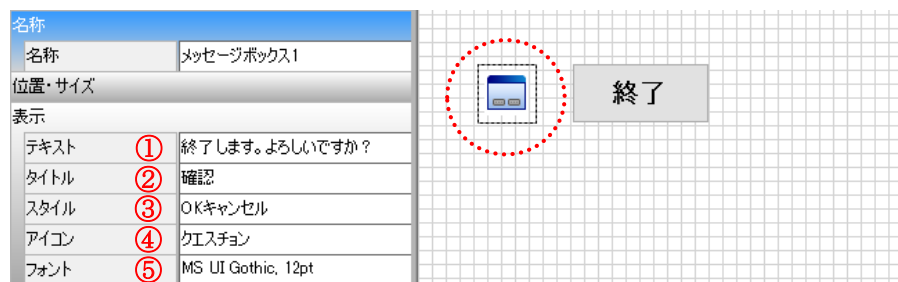 名称
名称 メッセージボックス1
位置・サイズ
表示
テキスト ① 終了します。よろしいですか？
タイトル ② 確認
スタイル ③ OKキャンセル
アイコン ④ クエスチョン
フォント ⑤ MS UI Gothic, 12pt
終了